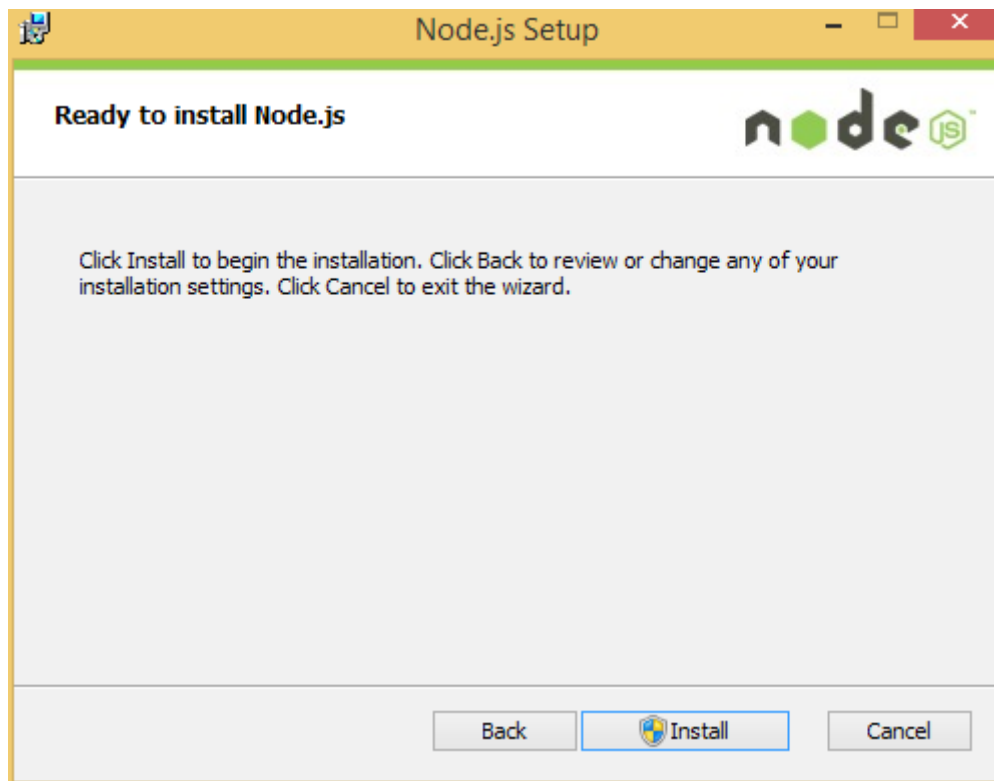 Node.js Setup
Ready to install Node.js
node JS
Click Install to begin the installation. Click Back to review or change any of your
installation settings. Click Cancel to exit the wizard.
Back
Install
Cancel